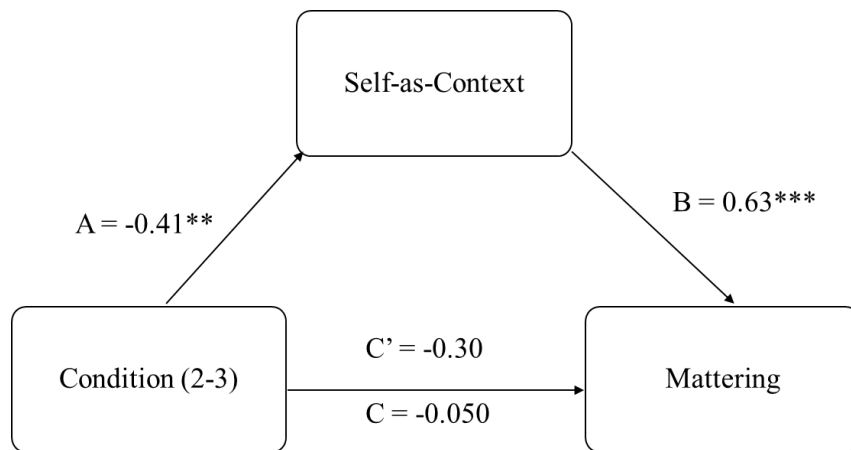 Self-as-Context
A = -0.41**
B = 0.63***
C’ = -0.30
Condition (2-3)
Mattering
C = -0.050